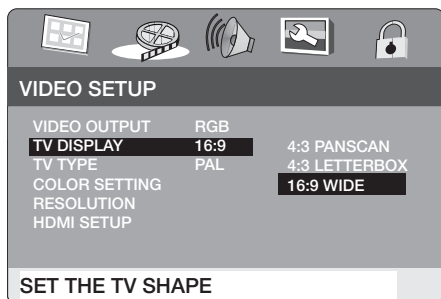 VIDEO SETUP
VIDEO OUTPUT RGB
TV DISPLAY 16:9 4:3 PANSCAN
TV TYPE PAL 4:3 LETTERBOX
COLOR SETTING 16:9 WIDE
RESOLUTION
HDMI SETUP
SET THE TV SHAPE